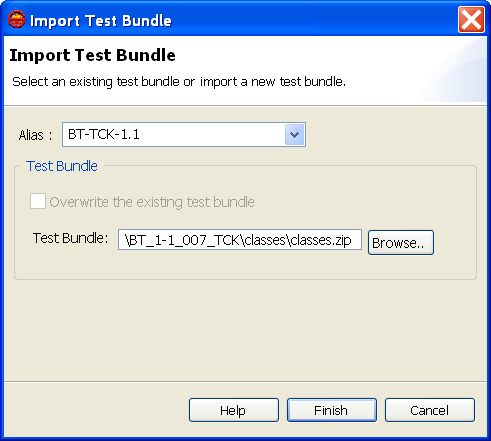 Import Test Bundle
Import Test Bundle
Select an existing test bundle or import a new test bundle.
Alias : BT-TCK-1.1
Test Bundle
Overwrite the existing test bundle
Test Bundle: \BT_1-1_007_TCK\classes\classes.zip Browse..
Help Finish Cancel